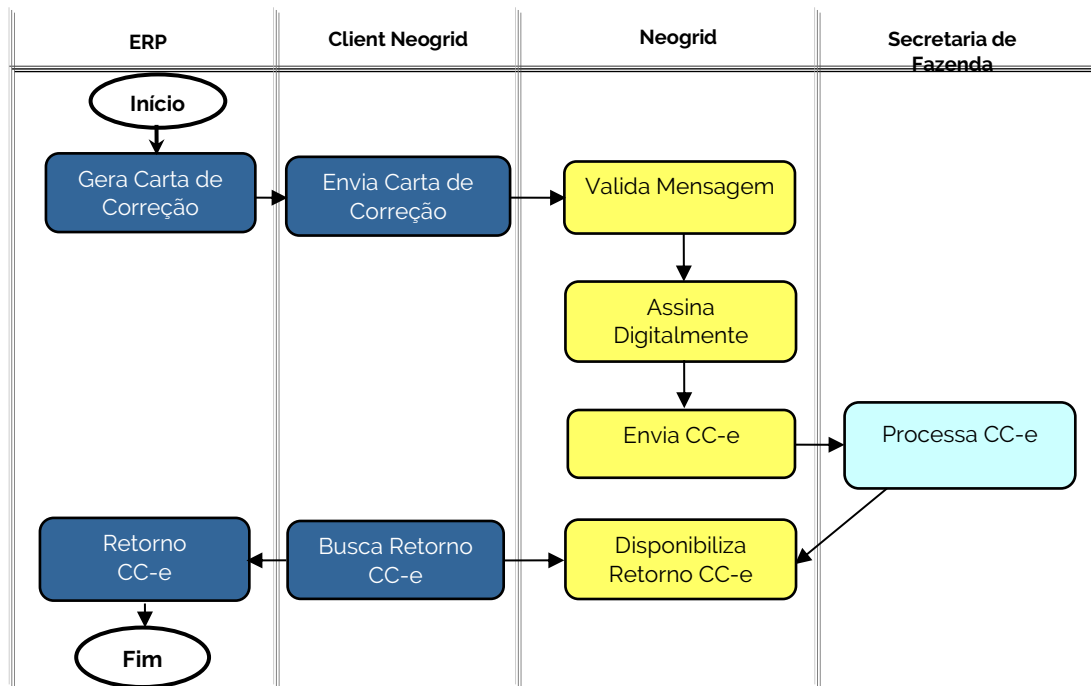 ERP
Client Neogrid
Neogrid
Secretaria de
Fazenda
Início
Gera Carta de
Correção
Envia Carta de
Correção
Valida Mensagem
Assina
Digitalmente
Envia CC-e
Processa CC-e
Retorno
CC-e
Busca Retorno
CC-e
Disponibiliza
Retorno CC-e
Fim